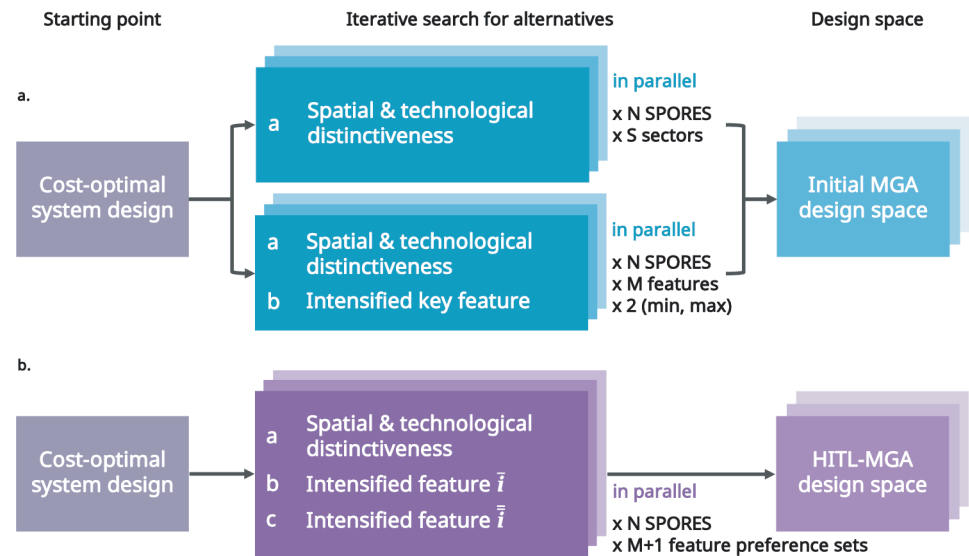 Starting point
Iterative search for alternatives
Design space
a.
Cost-optimal
system design
a Spatial & technological
distinctiveness
in parallel
x N SPORES
x S sectors
a Spatial & technological
distinctiveness
b Intensified key feature
in parallel
x N SPORES
x M features
x 2 (min, max)
Initial MGA
design space
b.
Cost-optimal
system design
a Spatial & technological
distinctiveness
b Intensified feature i̅
c Intensified feature i̿
in parallel
x N SPORES
x M+1 feature preference sets
HITL-MGA
design space